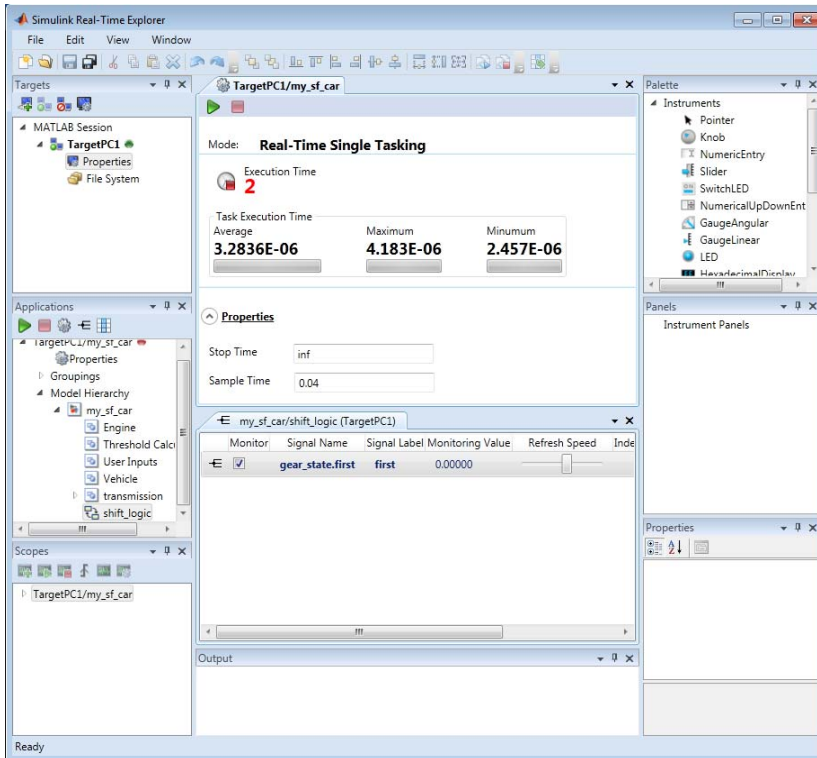 Simulink Real-Time Explorer
File Edit View Window
Targets
MATLAB Session
TargetPC1
Properties
File System
Applications
TargetPC1/my_sf_car
Properties
Groupings
Model Hierarchy
my_sf_car
Engine
Threshold Calcu
User Inputs
Vehicle
transmission
shift_logic
Scopes
TargetPC1/my_sf_car
TargetPC1/my_sf_car
Mode: Real-Time Single Tasking
Execution Time
2
Task Execution Time
Average Maximum Minumum
3.2836E-06 4.183E-06 2.457E-06
Properties
Stop Time inf
Sample Time 0.04
my_sf_car/shift_logic (TargetPC1)
Monitor Signal Name Signal Label Monitoring Value Refresh Speed Inde
gear_state.first first 0.00000
Output
Palette
Instruments
Pointer
Knob
NumericEntry
Slider
SwitchLED
NumericalUpDownEnt
GaugeAngular
GaugeLinear
LED
HexadecimalDisplay
Panels
Instrument Panels
Properties
Ready